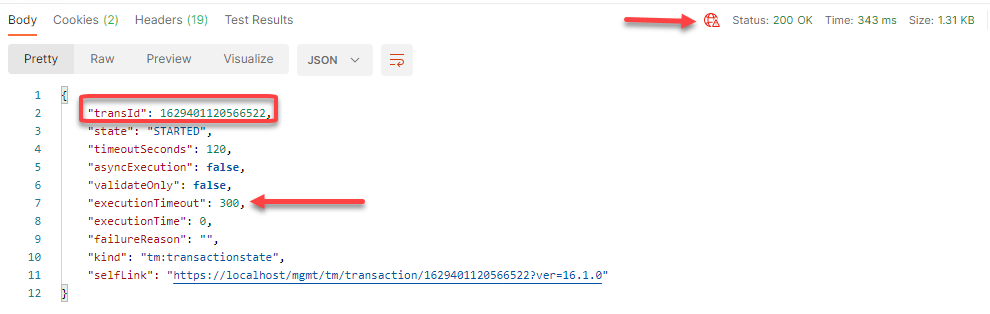 Body Cookies (2) Headers (19) Test Results Status: 200 OK Time: 343 ms Size: 1.31 KB
Pretty Raw Preview Visualize JSON
1 {
2 "transId": 1629401120566522,
3 "state": "STARTED",
4 "timeoutSeconds": 120,
5 "asyncExecution": false,
6 "validateOnly": false,
7 "executionTimeout": 300,
8 "executionTime": 0,
9 "failureReason": "",
10 "kind": "tm:transactionstate",
11 "selfLink": "https://localhost/mgmt/tm/transaction/1629401120566522?ver=16.1.0"
12 }